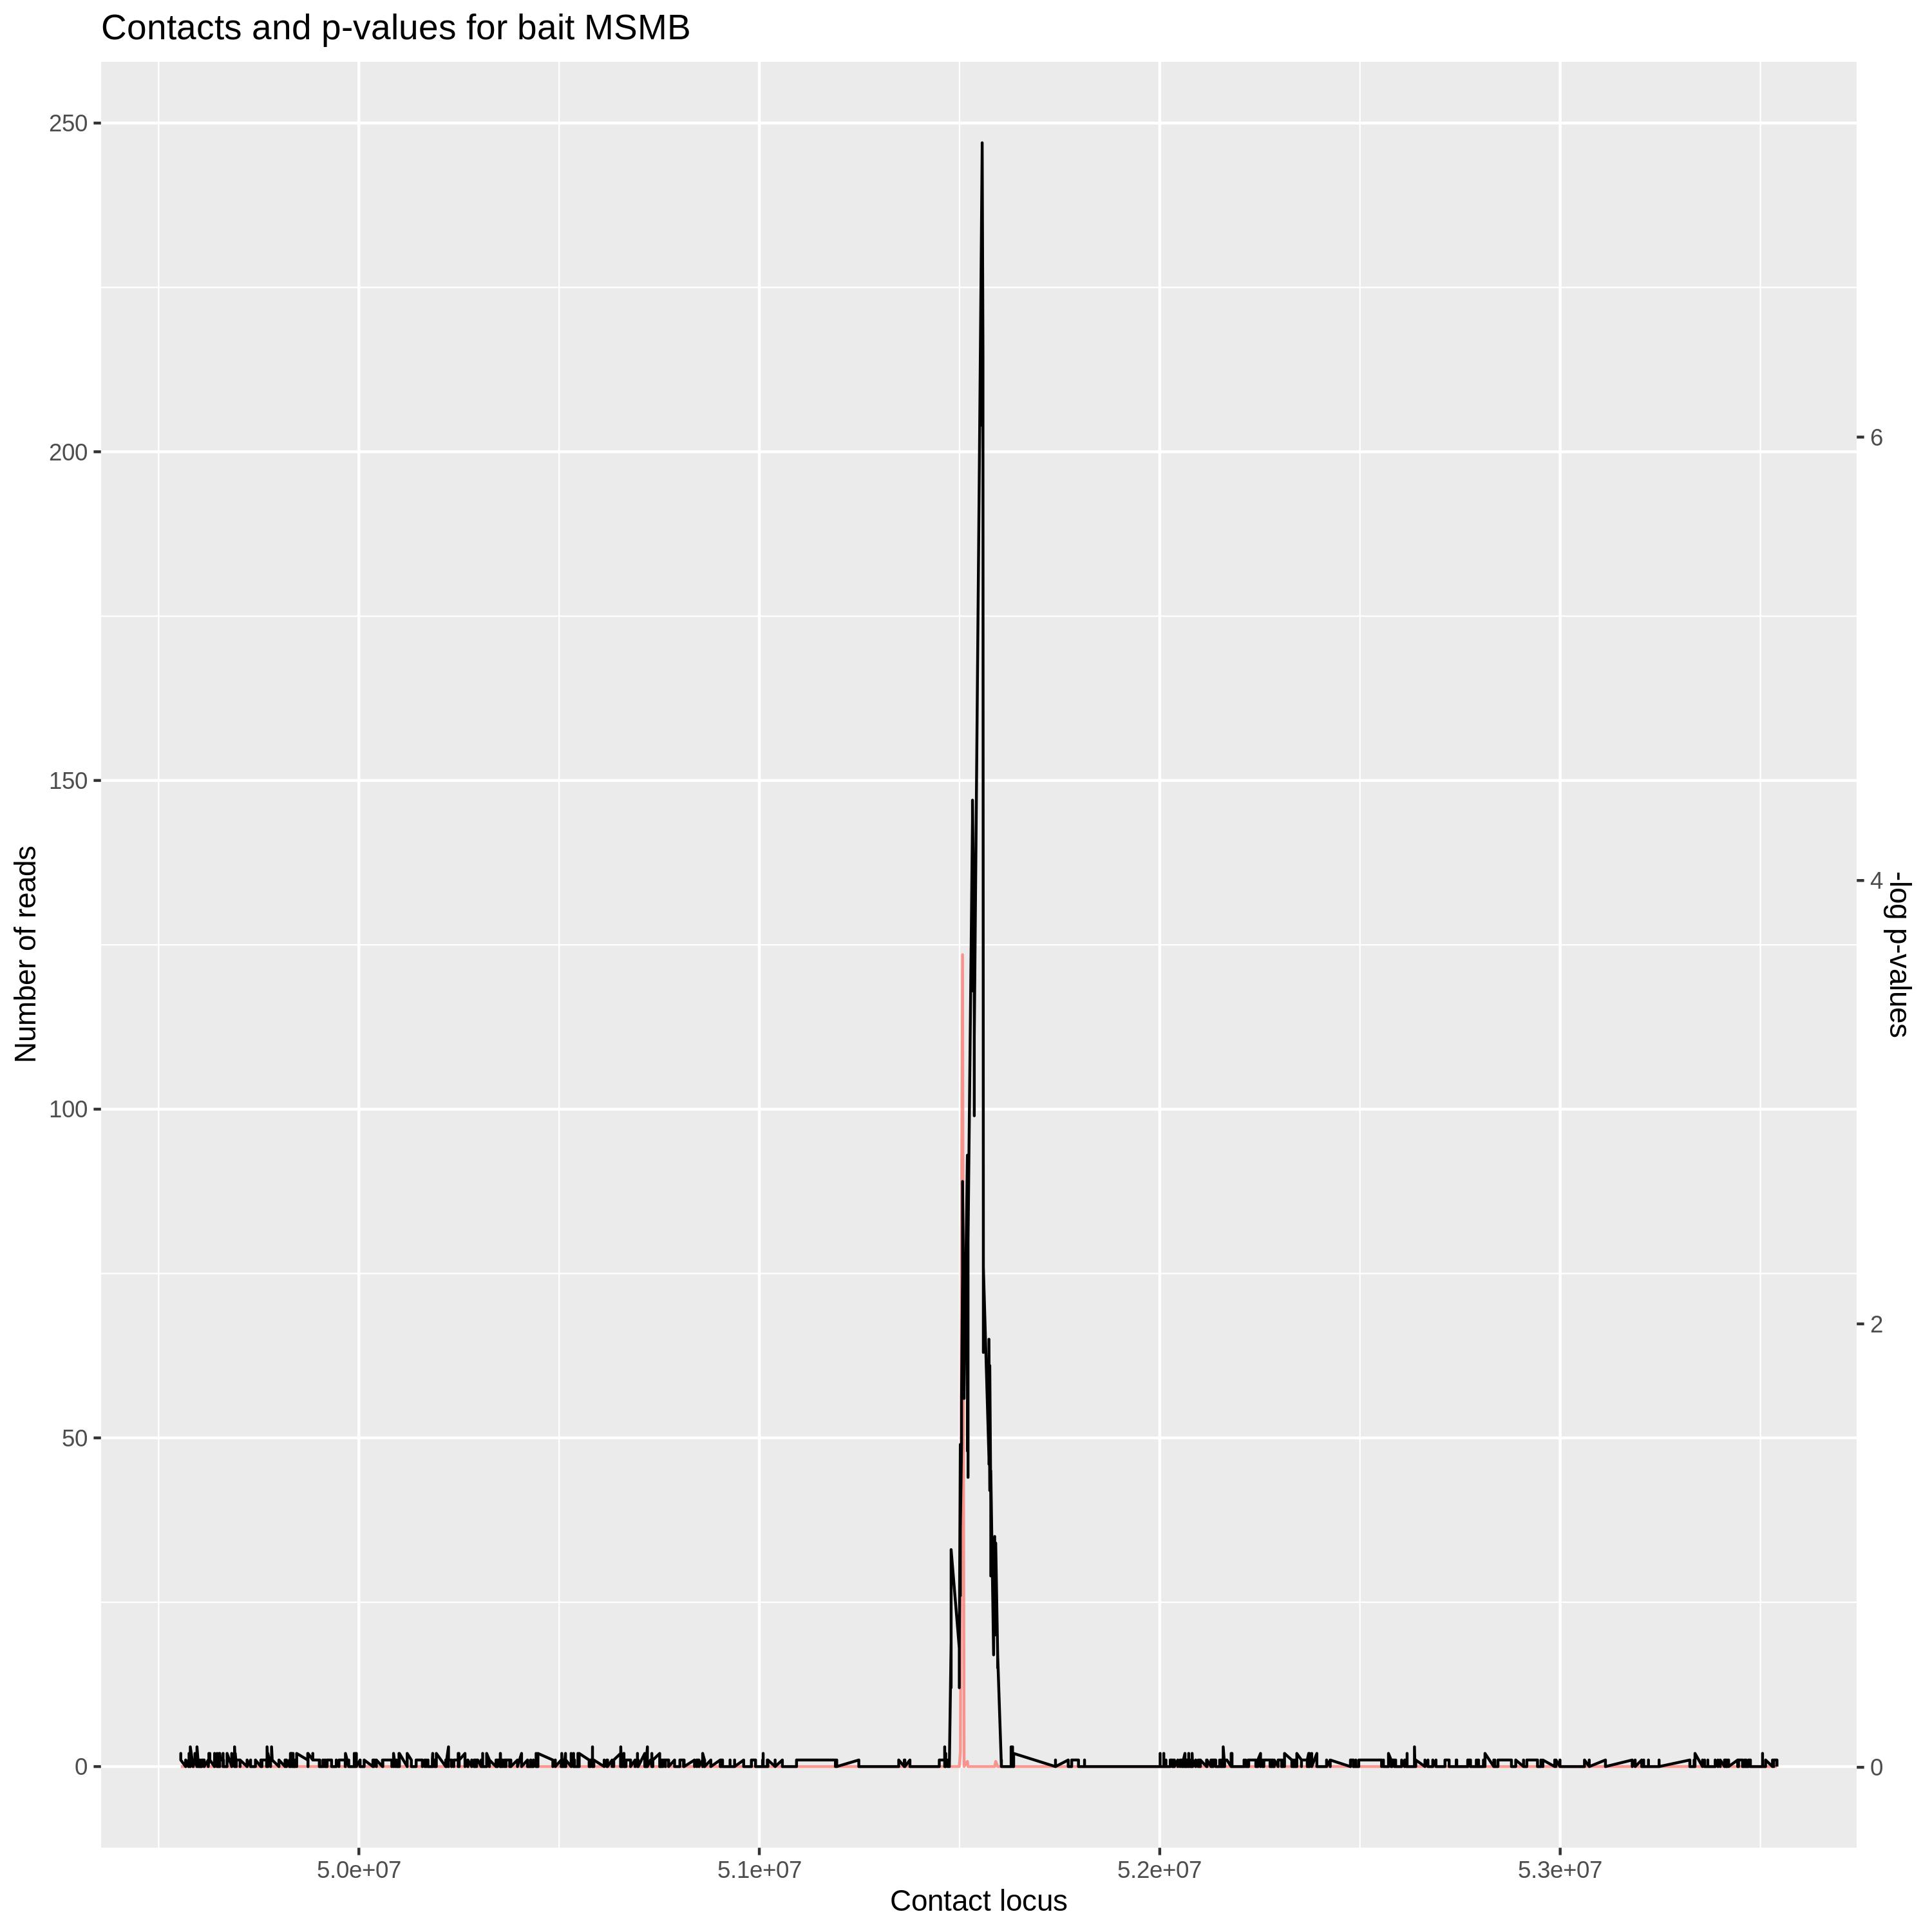 Contacts and p-values for bait MSMB
250
200
150
100
50
0
Number of reads
6
4
2
0
-log p-values
5.0e+07
5.1e+07
5.2e+07
5.3e+07
Contact locus